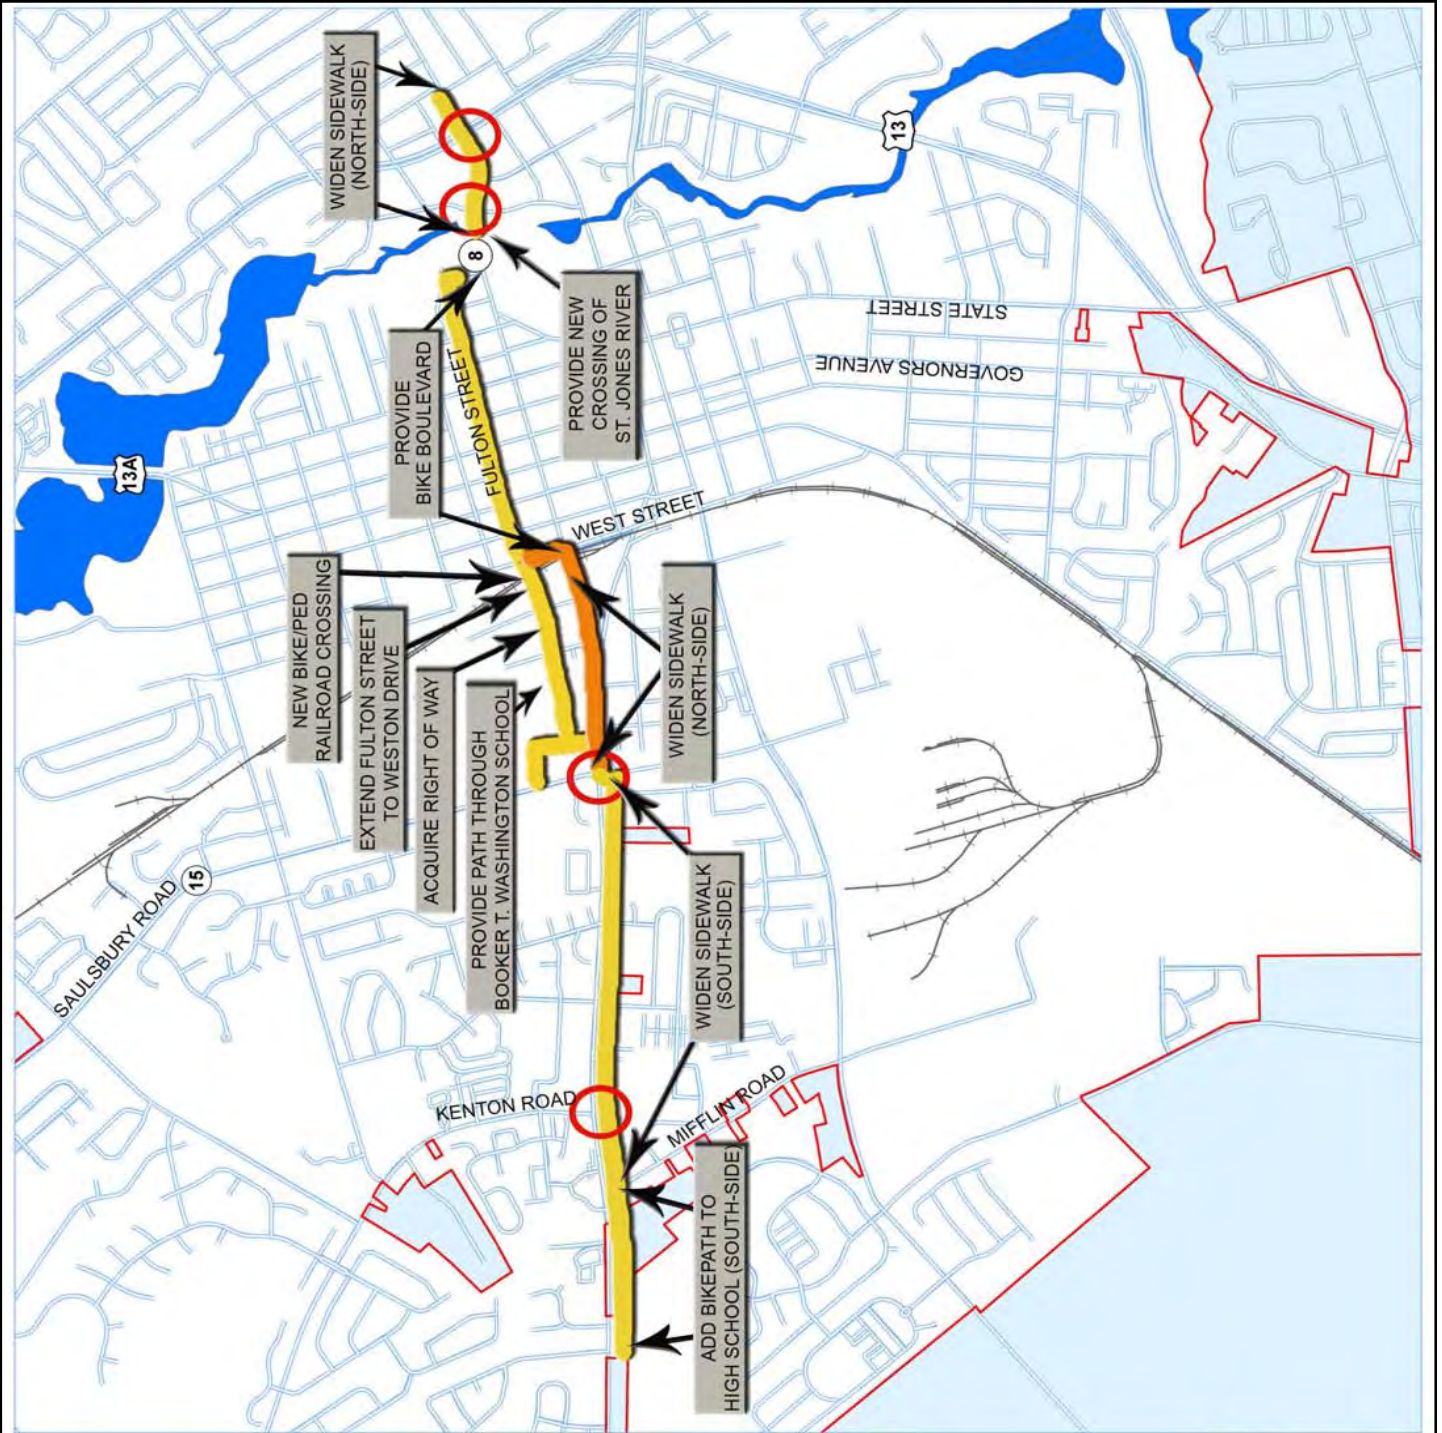 WIDEN SIDEWALK
(NORTH-SIDE)
8
PROVIDE NEW
CROSSING OF
ST. JONES RIVER
13
STATE STREET
GOVERNORS AVENUE
PROVIDE
BIKE BOULEVARD
FULTON STREET
13A
WEST STREET
NEW BIKE/PED
RAILROAD CROSSING
EXTEND FULTON STREET
TO WESTON DRIVE
ACQUIRE RIGHT OF WAY
PROVIDE PATH THROUGH
BOOKER T. WASHINGTON SCHOOL
WIDEN SIDEWALK
(NORTH-SIDE)
SAULSBURY ROAD
15
WIDEN SIDEWALK
(SOUTH-SIDE)
KENTON ROAD
MIFFLIN ROAD
ADD BIKEPATH TO
HIGH SCHOOL (SOUTH-SIDE)